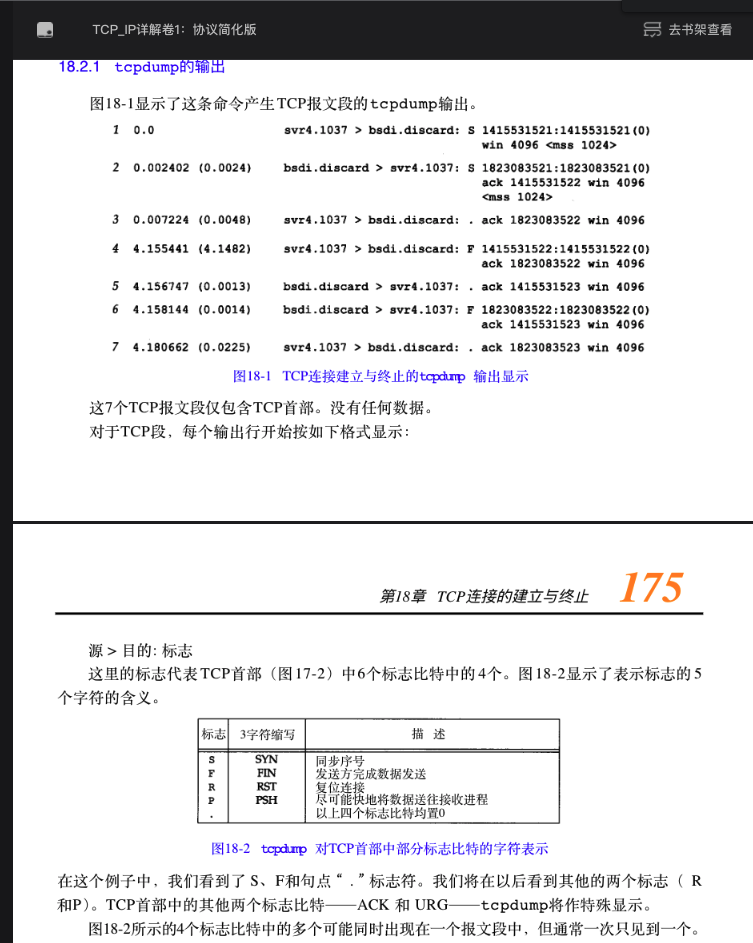 TCP_IP详解卷1：协议简化版
去书架查看
18.2.1 tcpdump的输出
图18-1显示了这条命令产生TCP报文段的tcpdump输出。
1 0.0 svr4.1037 > bsdi.discard: S 1415531521:1415531521(0)
win 4096 <mss 1024>
2 0.002402 (0.0024) bsdi.discard > svr4.1037: S 1823083521:1823083521(0)
ack 1415531522 win 4096
<mss 1024>
3 0.007224 (0.0048) svr4.1037 > bsdi.discard: . ack 1823083522 win 4096
4 4.155441 (4.1482) svr4.1037 > bsdi.discard: F 1415531522:1415531522(0)
ack 1823083522 win 4096
5 4.156747 (0.0013) bsdi.discard > svr4.1037: . ack 1415531523 win 4096
6 4.158144 (0.0014) bsdi.discard > svr4.1037: F 1823083522:1823083522(0)
ack 1415531523 win 4096
7 4.180662 (0.0225) svr4.1037 > bsdi.discard: . ack 1823083523 win 4096
图18-1 TCP连接建立与终止的tcpdump 输出显示
这7个TCP报文段仅包含TCP首部。没有任何数据。
对于TCP段，每个输出行开始按如下格式显示：
第18章 TCP连接的建立与终止 175
源 > 目的: 标志
这里的标志代表TCP首部（图17-2）中6个标志比特中的4个。图18-2显示了表示标志的5
个字符的含义。
标志 3字符缩写 描 述
S SYN 同步序号
F FIN 发送方完成数据发送
R RST 复位连接
P PSH 尽可能快地将数据送往接收进程
. 以上四个标志比特均置0
图18-2 tcpdump 对TCP首部中部分标志比特的字符表示
在这个例子中，我们看到了 S、F和句点“ .”标志符。我们将在以后看到其他的两个标志（ R
和P）。TCP首部中的其他两个标志比特——ACK 和 URG——tcpdump将作特殊显示。
图18-2所示的4个标志比特中的多个可能同时出现在一个报文段中，但通常一次只见到一个。